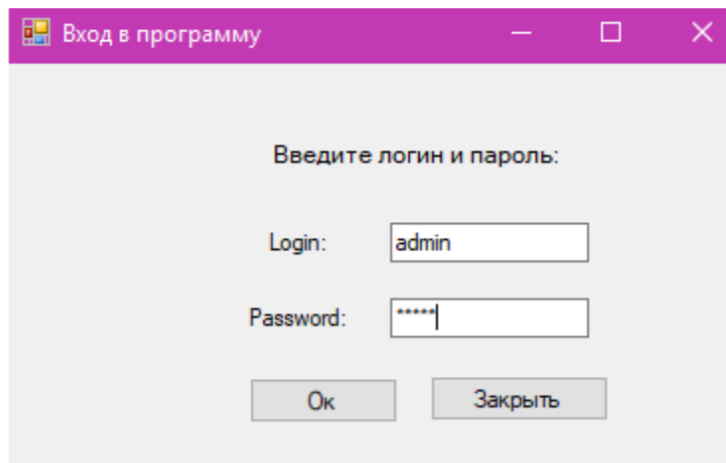 Вход в программу
Введите логин и пароль:
Login: admin
Password: *****
Ок Закрыть